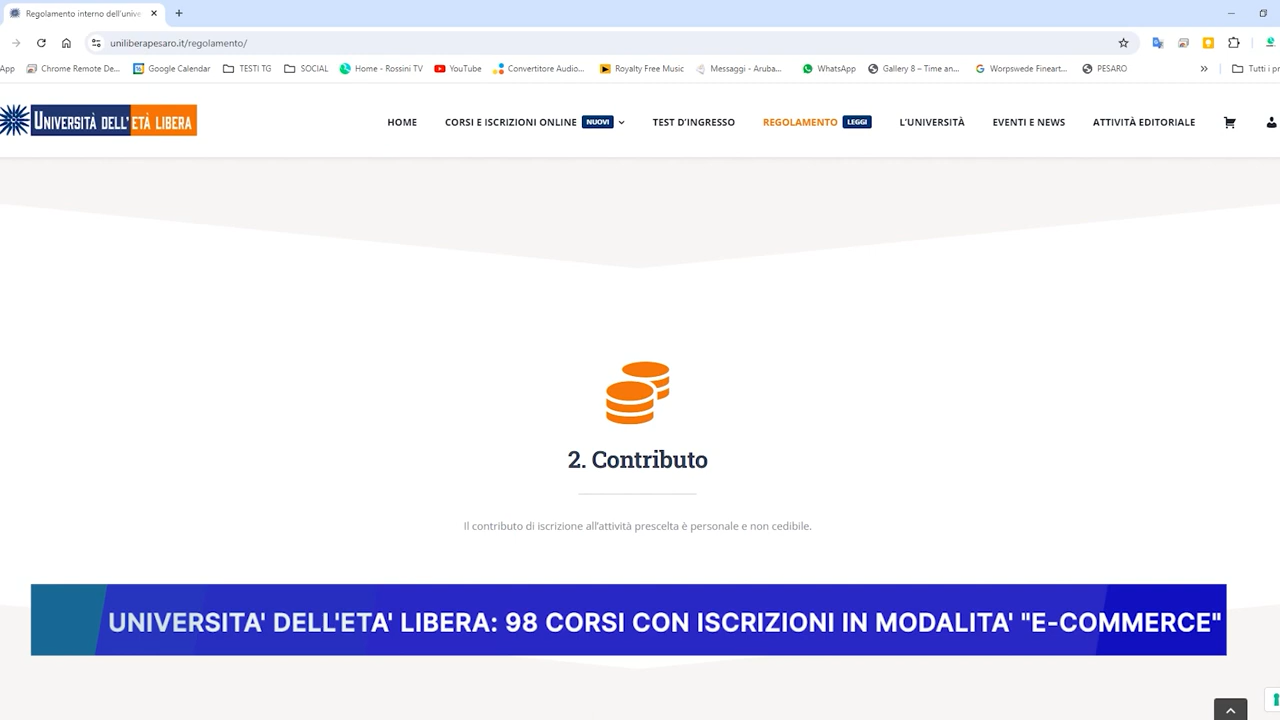 Regolamento interno dell'unive
uniliberapesaro.it/regolamento/
App Chrome Remote De... Google Calendar TESTI TG SOCIAL Home - Rossini TV YouTube Convertitore Audio... Royalty Free Music Messaggi - Aruba... WhatsApp Gallery 8 – Time an... Worpswede Fineart... PESARO Tutti i pr
UNIVERSITÀ DELL'ETÀ LIBERA
HOME CORSI E ISCRIZIONI ONLINE NUOVI TEST D'INGRESSO REGOLAMENTO LEGGI L'UNIVERSITÀ EVENTI E NEWS ATTIVITÀ EDITORIALE
2. Contributo
Il contributo di iscrizione all'attività prescelta è personale e non cedibile.
UNIVERSITA' DELL'ETA' LIBERA: 98 CORSI CON ISCRIZIONI IN MODALITA' "E-COMMERCE"